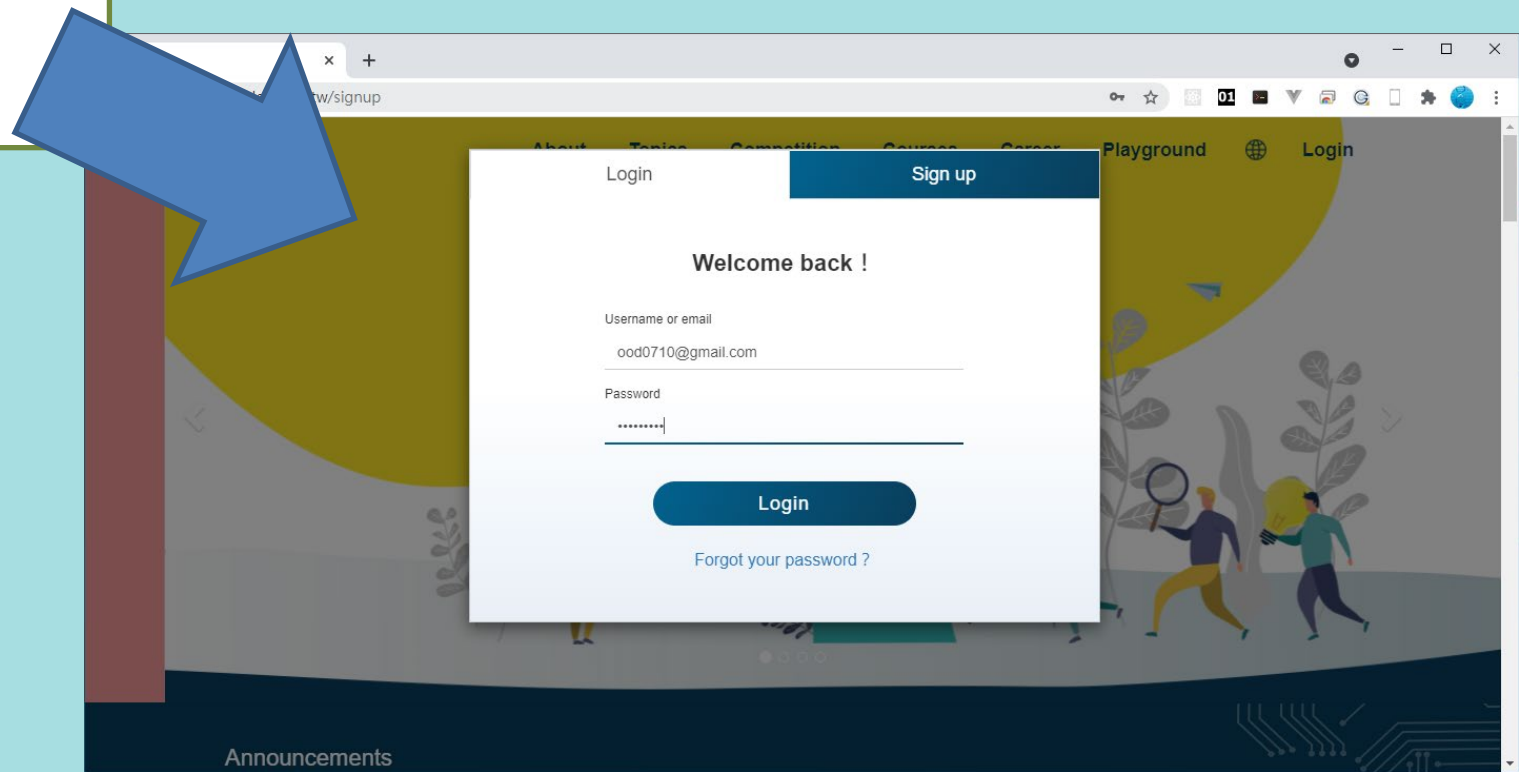 tw/signup
01
About Topics Competition Courses Career Playground Login
Login Sign up
Welcome back !
Username or email
ood0710@gmail.com
Password
•••••••••
Login
Forgot your password ?
Announcements